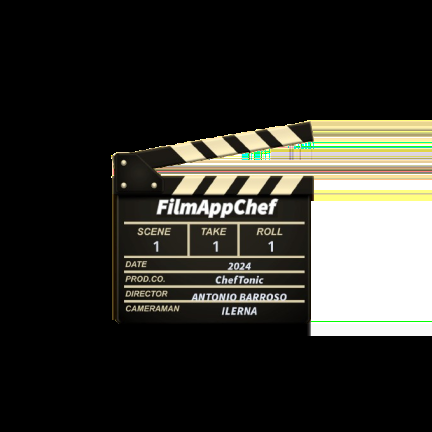 FilmAppChef
SCENE TAKE ROLL
1 1 1
DATE 2024
PROD.CO. ChefTonic
DIRECTOR ANTONIO BARROSO
CAMERAMAN ILERNA